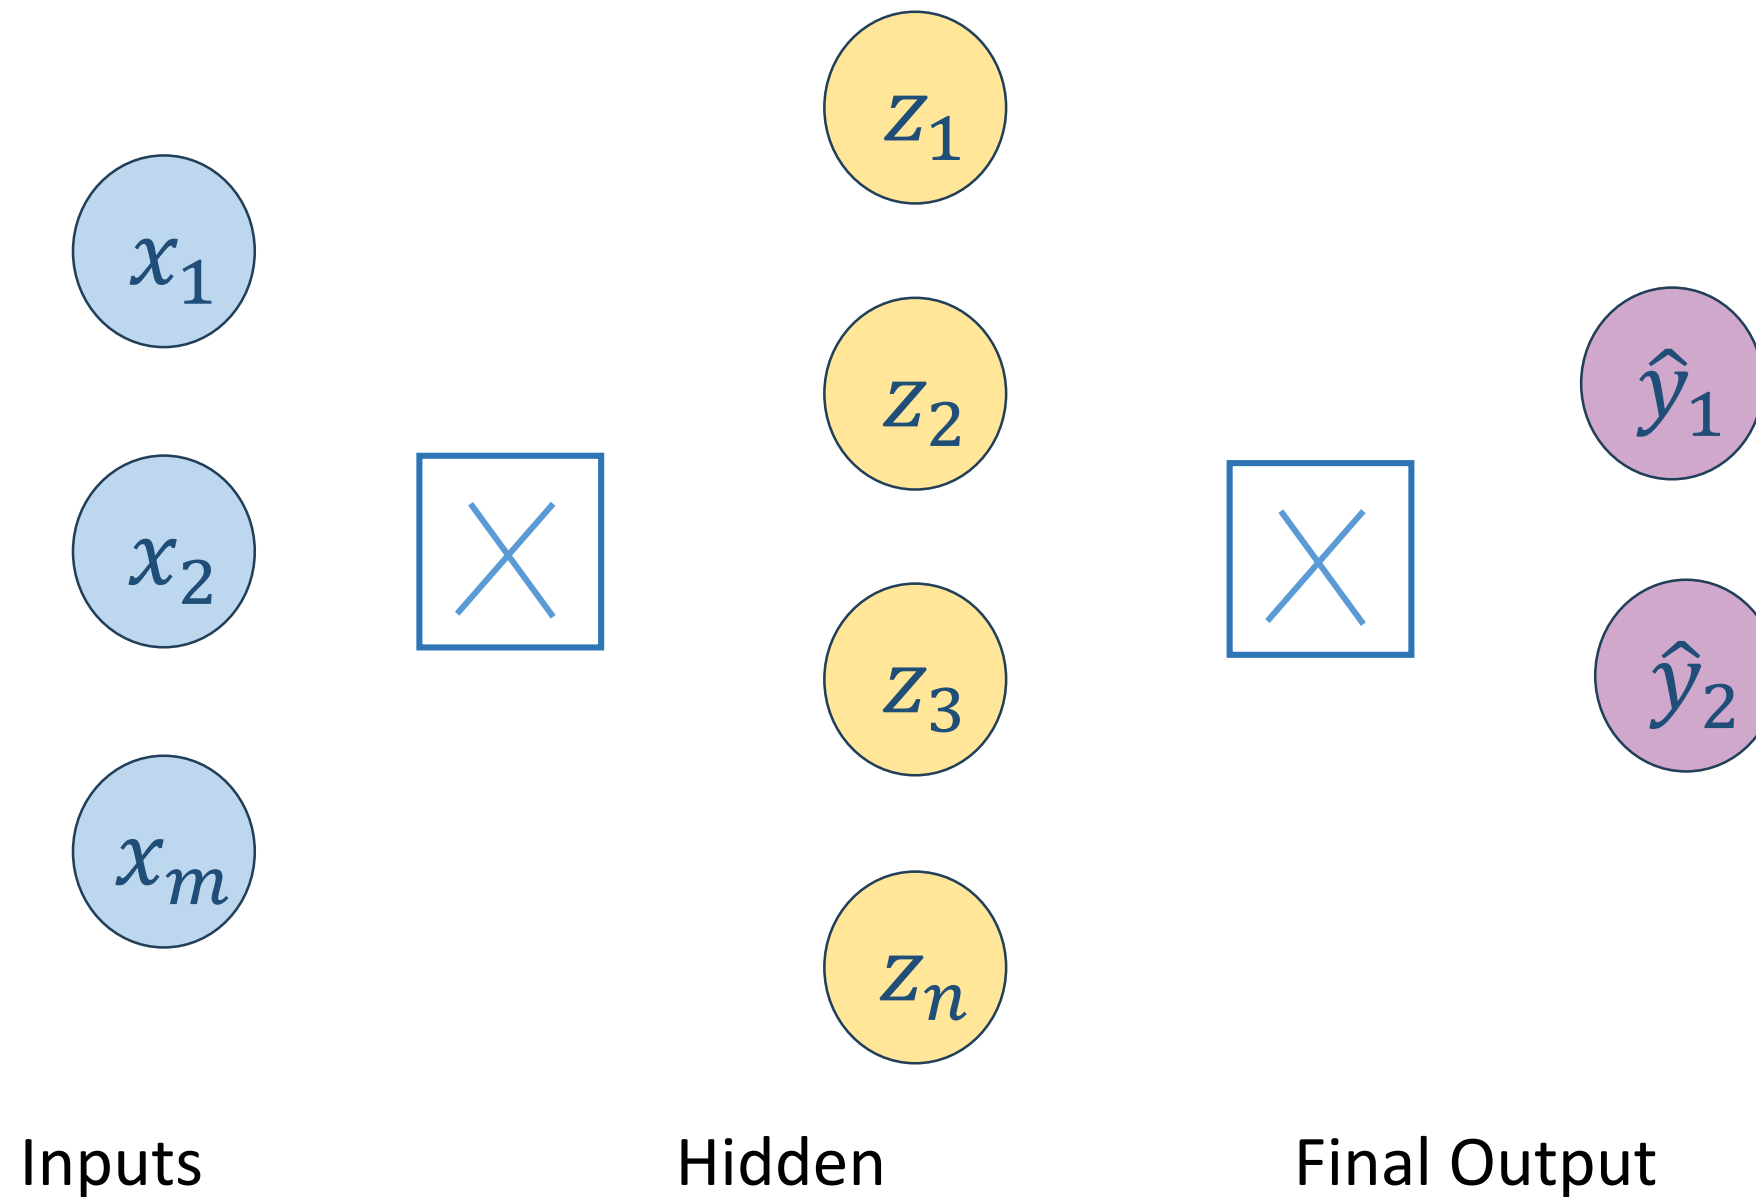 x₁
x₂
xₘ
z₁
z₂
z₃
zₙ
ŷ₁
ŷ₂
Inputs
Hidden
Final Output